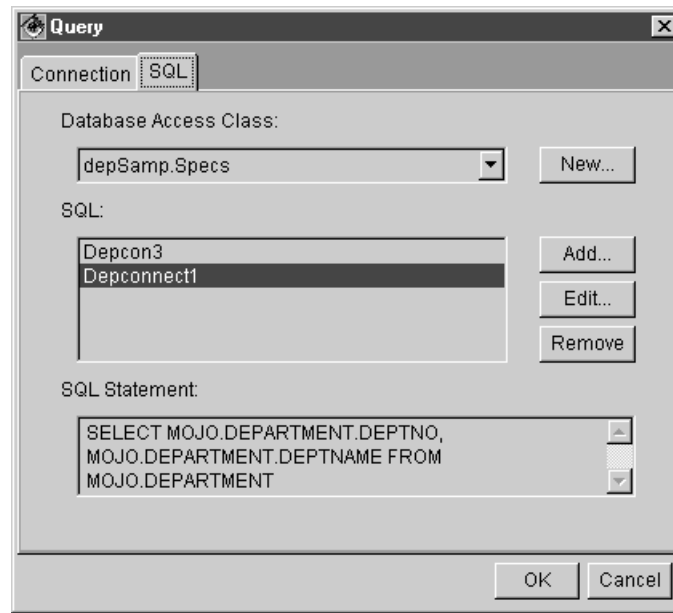 Query
Connection SQL
Database Access Class:
depSamp.Specs
New...
SQL:
Depcon3
Depconnect1
Add...
Edit...
Remove
SQL Statement:
SELECT MOJO.DEPARTMENT.DEPTNO,
MOJO.DEPARTMENT.DEPTNAME FROM
MOJO.DEPARTMENT
OK Cancel